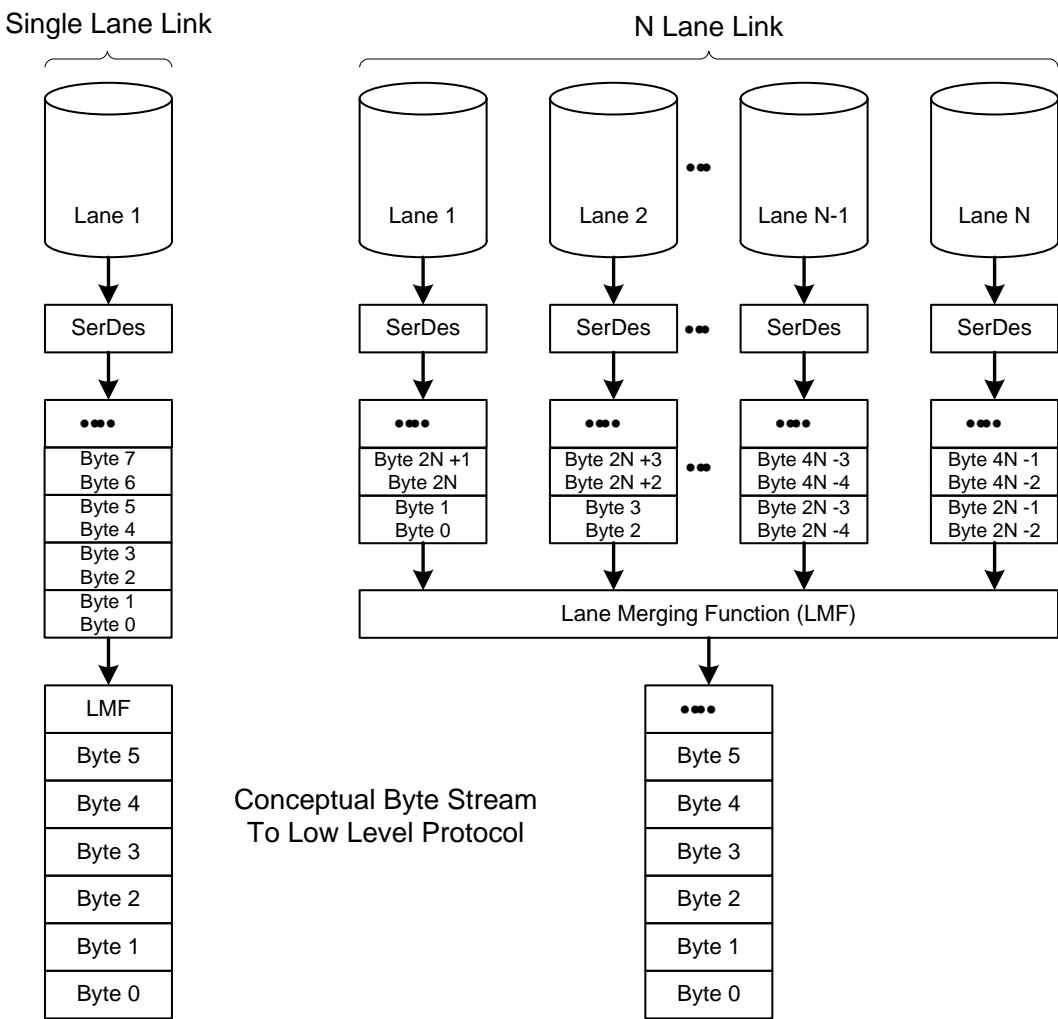 Single Lane Link
N Lane Link
Lane 1
Lane 1
Lane 2
••••
Lane N-1
Lane N
SerDes
SerDes
SerDes
••••
SerDes
SerDes
••••
••••
••••
••••
••••
Byte 7
Byte 6
Byte 5
Byte 4
Byte 3
Byte 2
Byte 1
Byte 0
Byte 2N +1
Byte 2N
Byte 1
Byte 0
Byte 2N +3
Byte 2N +2
Byte 3
Byte 2
••••
Byte 4N -3
Byte 4N -4
Byte 2N -3
Byte 2N -4
Byte 4N -1
Byte 4N -2
Byte 2N -1
Byte 2N -2
Lane Merging Function (LMF)
LMF
Byte 5
Byte 4
Byte 3
Byte 2
Byte 1
Byte 0
Conceptual Byte Stream
To Low Level Protocol
••••
Byte 5
Byte 4
Byte 3
Byte 2
Byte 1
Byte 0